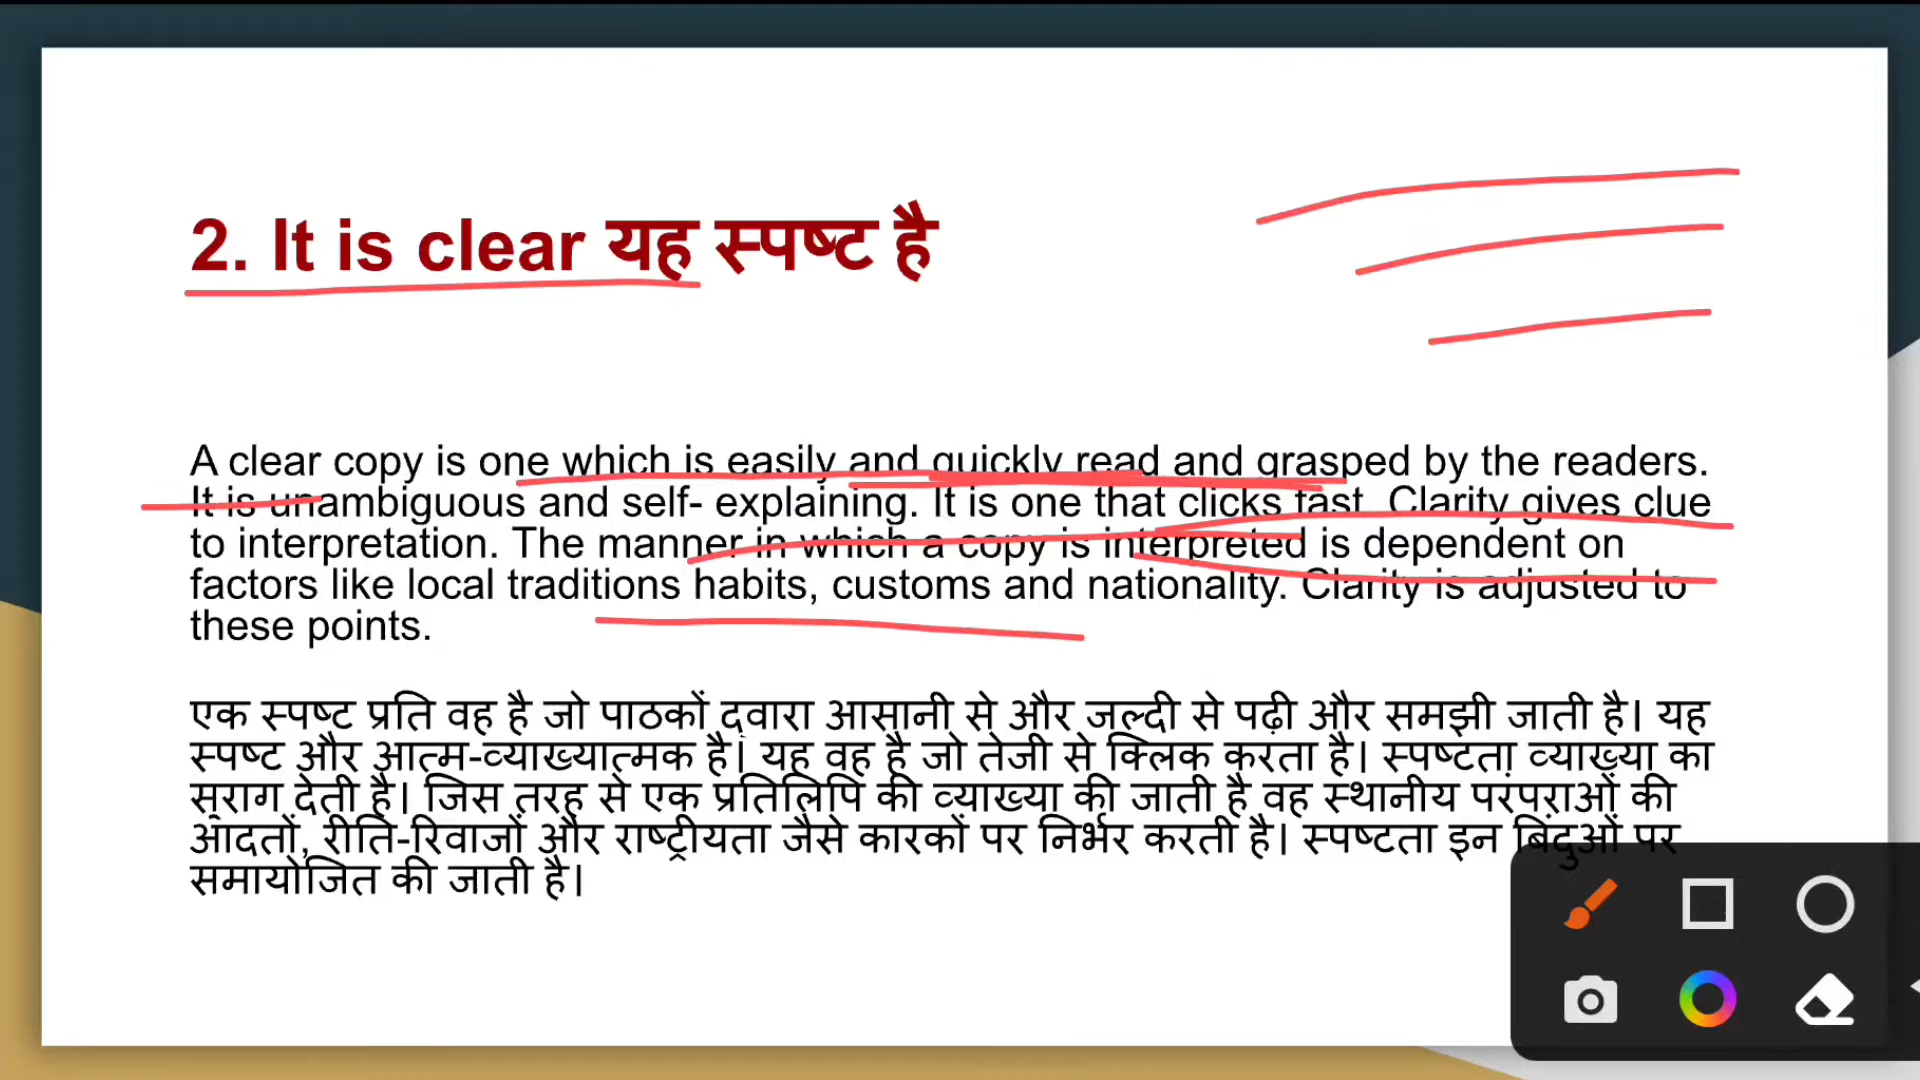 2. It is clear यह स्पष्ट है
A clear copy is one which is easily and quickly read and grasped by the readers.
It is unambiguous and self- explaining. It is one that clicks fast. Clarity gives clue
to interpretation. The manner in which a copy is interpreted is dependent on
factors like local traditions habits, customs and nationality. Clarity is adjusted to
these points.
एक स्पष्ट प्रति वह है जो पाठकों द्वारा आसानी से और जल्दी से पढ़ी और समझी जाती है। यह
स्पष्ट और आत्म-व्याख्यात्मक है। यह वह है जो तेजी से क्लिक करता है। स्पष्टता व्याख्या का
सुराग देती है। जिस तरह से एक प्रतिलिपि की व्याख्या की जाती है वह स्थानीय परंपराओं की
आदतों, रीति-रिवाजों और राष्ट्रीयता जैसे कारकों पर निर्भर करती है। स्पष्टता इन बिंदुओं पर
समायोजित की जाती है।